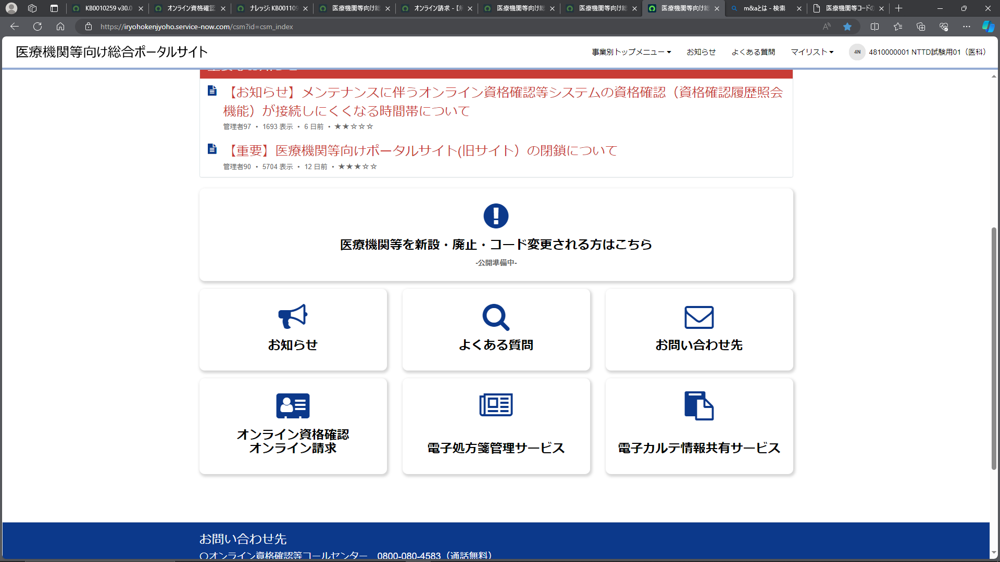 KB0010259 v30.0
オンライン資格確認
ナレッジ: KB001109
医療機関等向け総
オンライン請求 -【
医療機関等向け総
医療機関等向け総
医療機関等向け総
m&aとは - 検索
医療機関等コードの
https://iryohokenjyoho.service-now.com/csm?id=csm_index
医療機関等向け総合ポータルサイト
事業別トップメニュー
お知らせ
よくある質問
マイリスト
4N
4810000001 NTTD試験用01（医科）
【お知らせ】メンテナンスに伴うオンライン資格確認等システムの資格確認（資格確認履歴照会
機能）が接続しにくくなる時間帯について
管理者97 • 1693 表示 • 6 日前 • ★★☆☆☆
【重要】医療機関等向けポータルサイト(旧サイト）の閉鎖について
管理者90 • 5704 表示 • 12 日前 • ★★★☆☆
医療機関等を新設・廃止・コード変更される方はこちら
-公開準備中-
お知らせ
よくある質問
お問い合わせ先
オンライン資格確認
オンライン請求
電子処方箋管理サービス
電子カルテ情報共有サービス
お問い合わせ先
〇オンライン資格確認等コールセンター　0800-080-4583（通話無料）